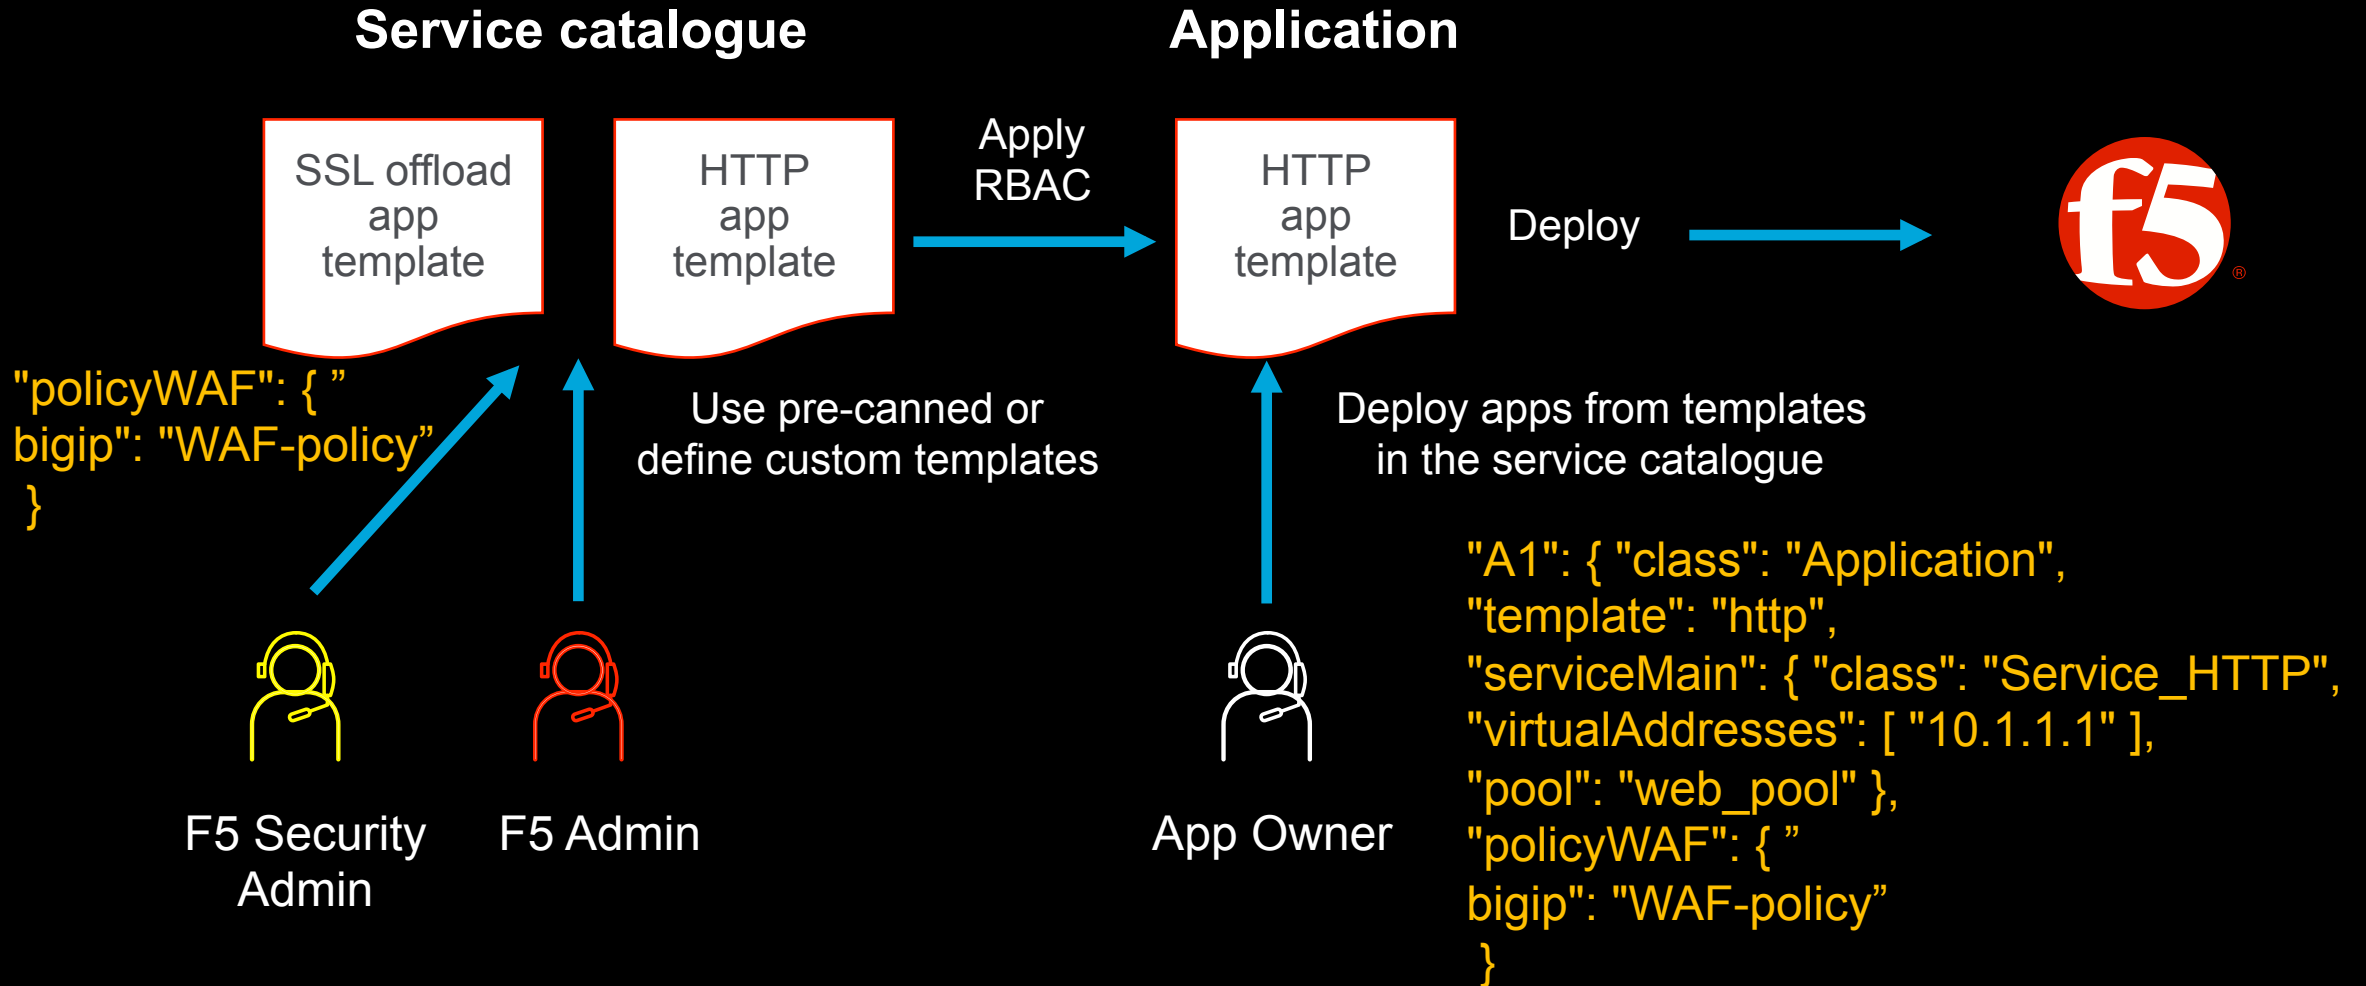 Service catalogue
Application
SSL offload
app
template
HTTP
app
template
Apply
RBAC
HTTP
app
template
Deploy
f5
®
"policyWAF": { ”
bigip": "WAF-policy”
}
Use pre-canned or
define custom templates
Deploy apps from templates
in the service catalogue
F5 Security
Admin
F5 Admin
App Owner
"A1": { "class": "Application",
"template": "http",
"serviceMain": { "class": "Service_HTTP",
"virtualAddresses": [ "10.1.1.1" ],
"pool": "web_pool" },
"policyWAF": { ”
bigip": "WAF-policy”
}